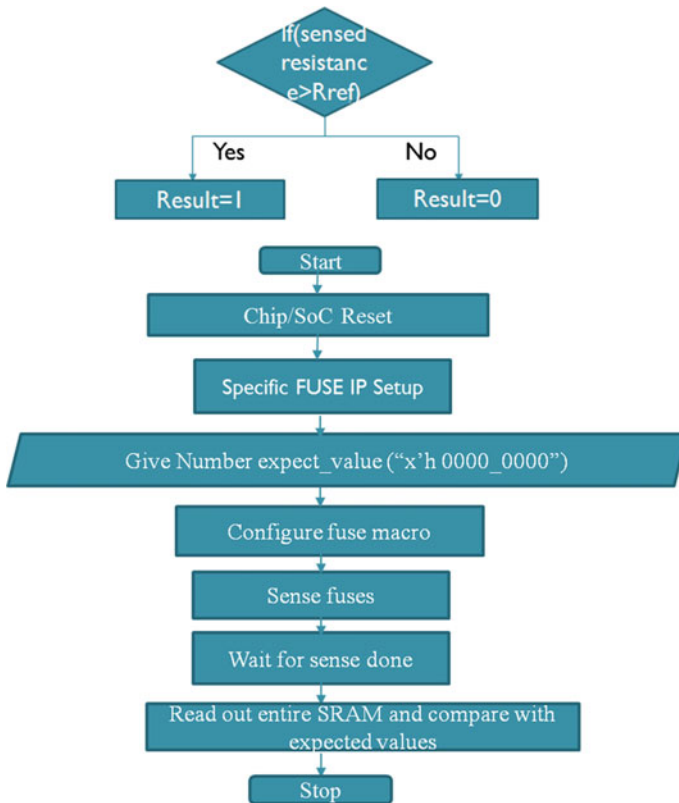 If(sensed
resistanc
e>Rref)
Yes
No
Result=1
Result=0
Start
Chip/SoC Reset
Specific FUSE IP Setup
Give Number expect_value (“x’h 0000_0000”)
Configure fuse macro
Sense fuses
Wait for sense done
Read out entire SRAM and compare with
expected values
Stop